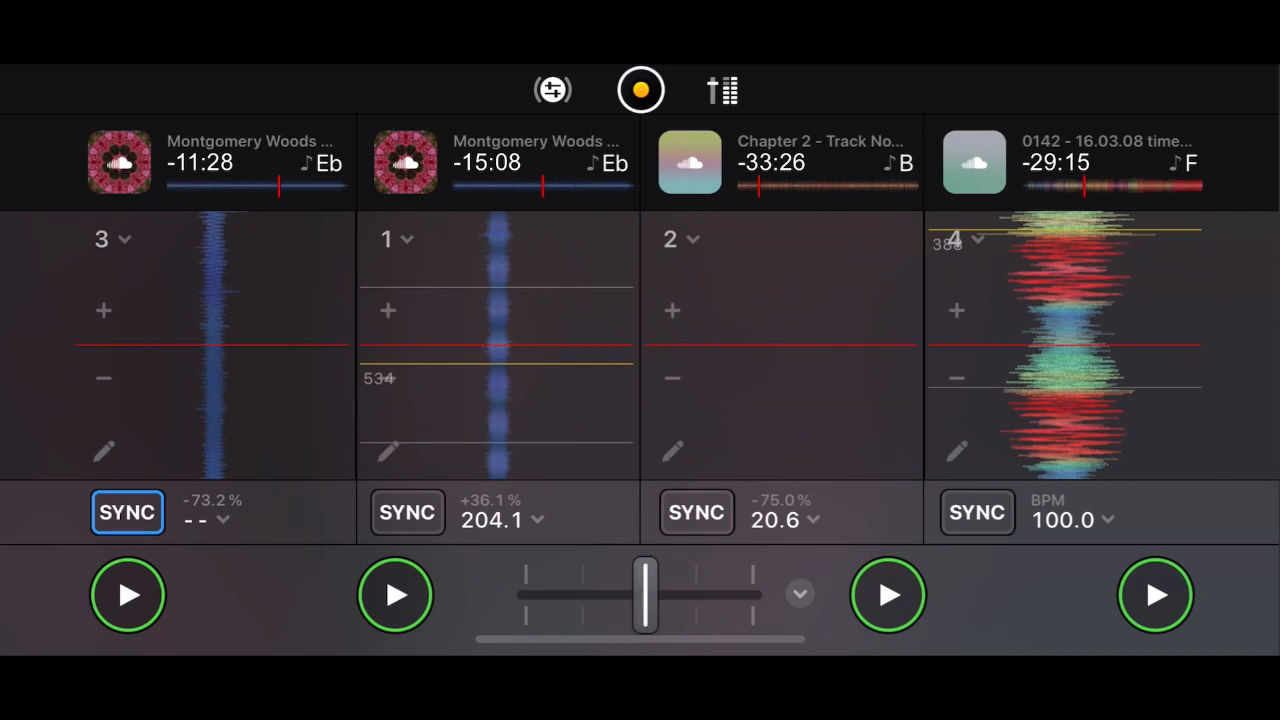 Montgomery Woods ...
-11:28 Eb
Montgomery Woods ...
-15:08 Eb
Chapter 2 - Track No...
-33:26 B
0142 - 16.03.08 time...
-29:15 F
3
1
2
4
388
534
SYNC
-73.2 %
- -
SYNC
+36.1 %
204.1
SYNC
-75.0 %
20.6
SYNC
BPM
100.0